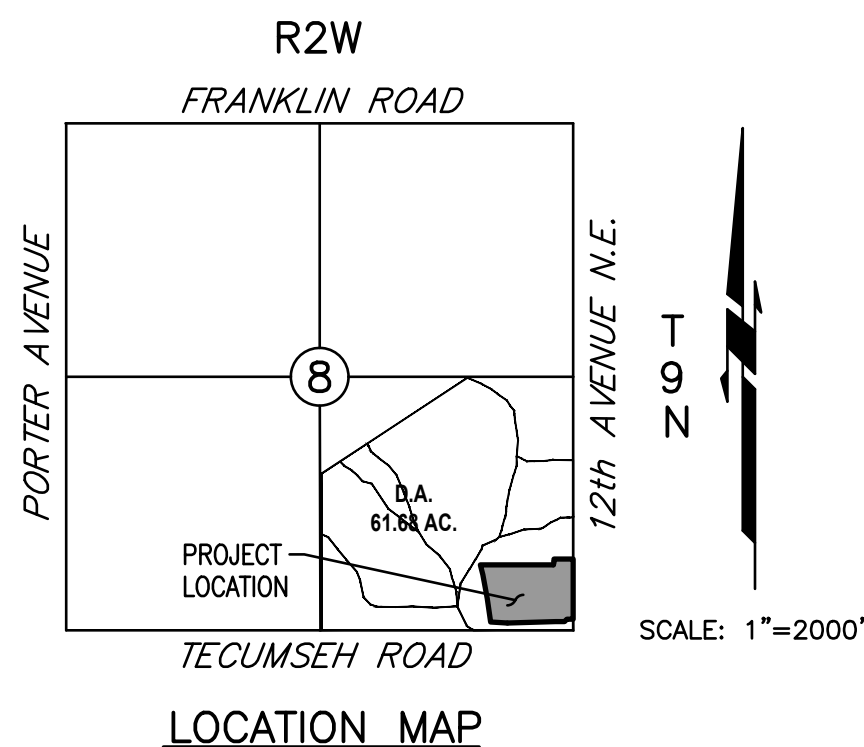 R2W
FRANKLIN ROAD
PORTER AVENUE
12th AVENUE N.E.
T
9
N
8
D.A.
61.68 AC.
PROJECT
LOCATION
SCALE: 1"=2000'
TECUMSEH ROAD
LOCATION MAP